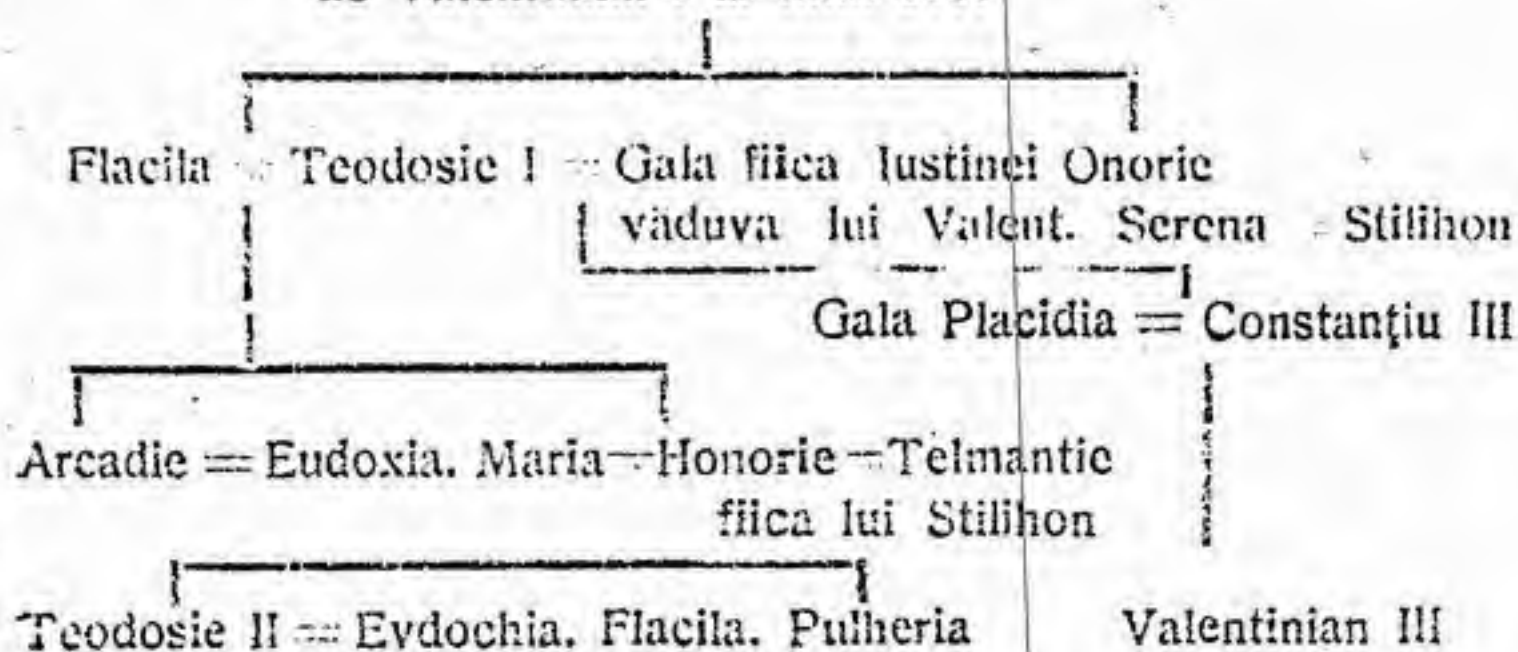 Flacila = Teodosie I = Gala fiica Iustinei Onorie
văduva lui Valent. Serena = Stilihon
Gala Placidia = Constanţiu III
Arcadie = Eudoxia. Maria = Honorie = Telmantie
fiica lui Stilihon
Teodosie II = Evdochia. Flacila. Pulheria Valentinian III